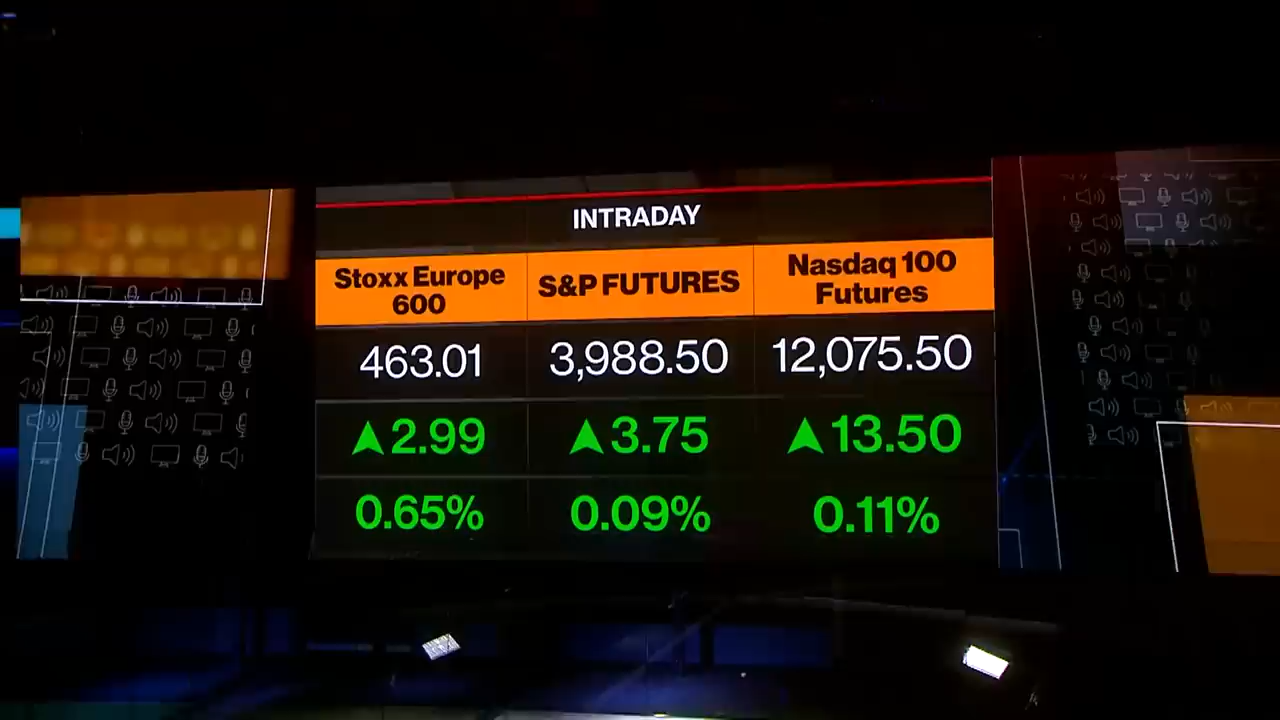 INTRADAY
Stoxx Europe
600
S&P FUTURES
Nasdaq 100
Futures
463.01
3,988.50
12,075.50
▲2.99
▲3.75
▲13.50
0.65%
0.09%
0.11%